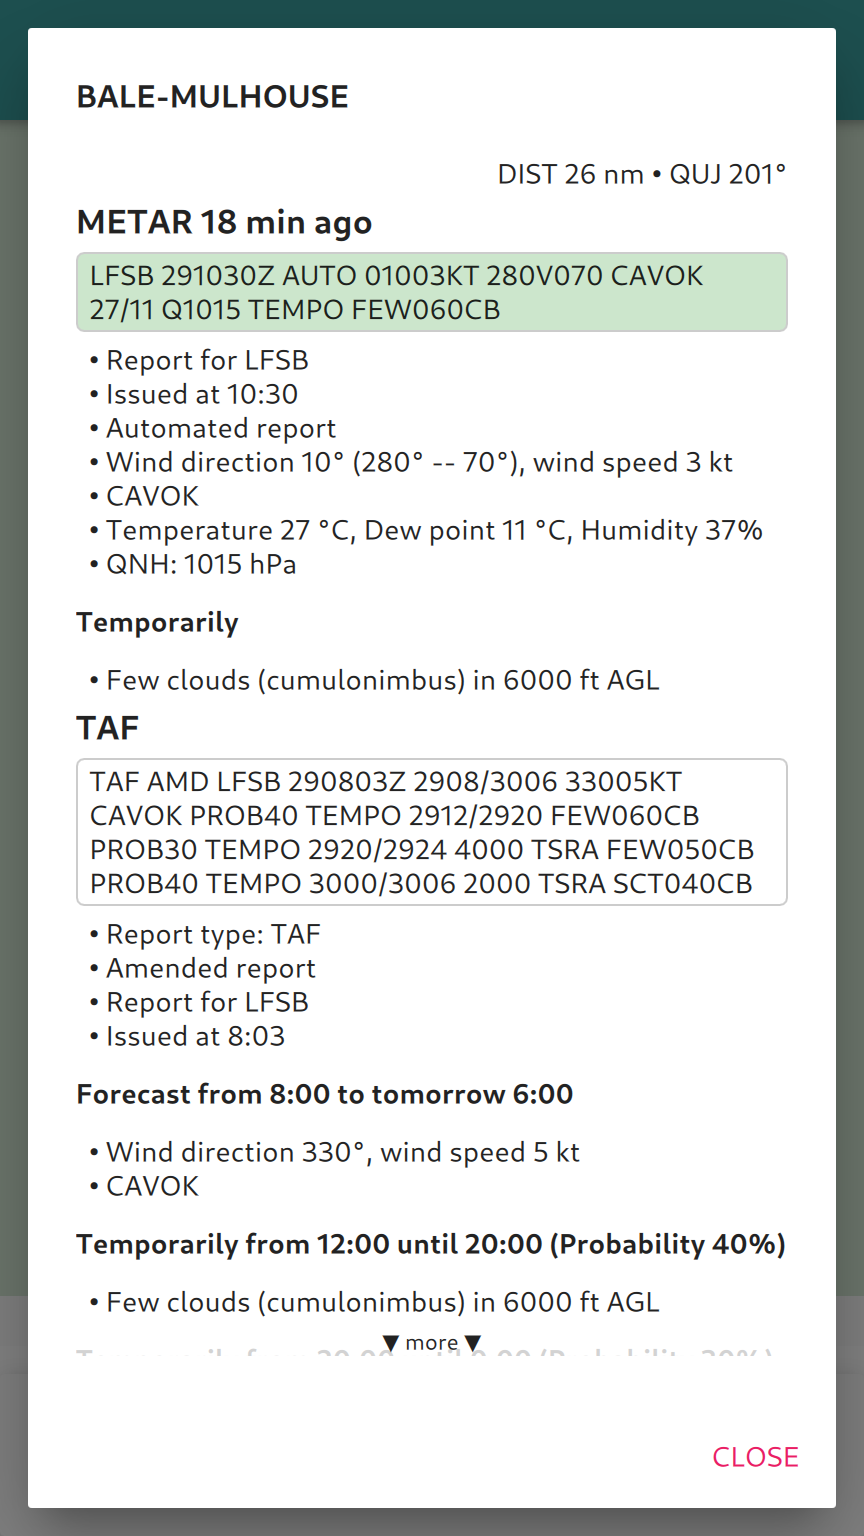 BALE-MULHOUSE
DIST 26 nm • QUJ 201°
METAR 18 min ago
LFSB 291030Z AUTO 01003KT 280V070 CAVOK
27/11 Q1015 TEMPO FEW060CB
• Report for LFSB
• Issued at 10:30
• Automated report
• Wind direction 10° (280° -- 70°), wind speed 3 kt
• CAVOK
• Temperature 27 °C, Dew point 11 °C, Humidity 37%
• QNH: 1015 hPa
Temporarily
• Few clouds (cumulonimbus) in 6000 ft AGL
TAF
TAF AMD LFSB 290803Z 2908/3006 33005KT
CAVOK PROB40 TEMPO 2912/2920 FEW060CB
PROB30 TEMPO 2920/2924 4000 TSRA FEW050CB
PROB40 TEMPO 3000/3006 2000 TSRA SCT040CB
• Report type: TAF
• Amended report
• Report for LFSB
• Issued at 8:03
Forecast from 8:00 to tomorrow 6:00
• Wind direction 330°, wind speed 5 kt
• CAVOK
Temporarily from 12:00 until 20:00 (Probability 40%)
• Few clouds (cumulonimbus) in 6000 ft AGL
▼ more ▼
CLOSE